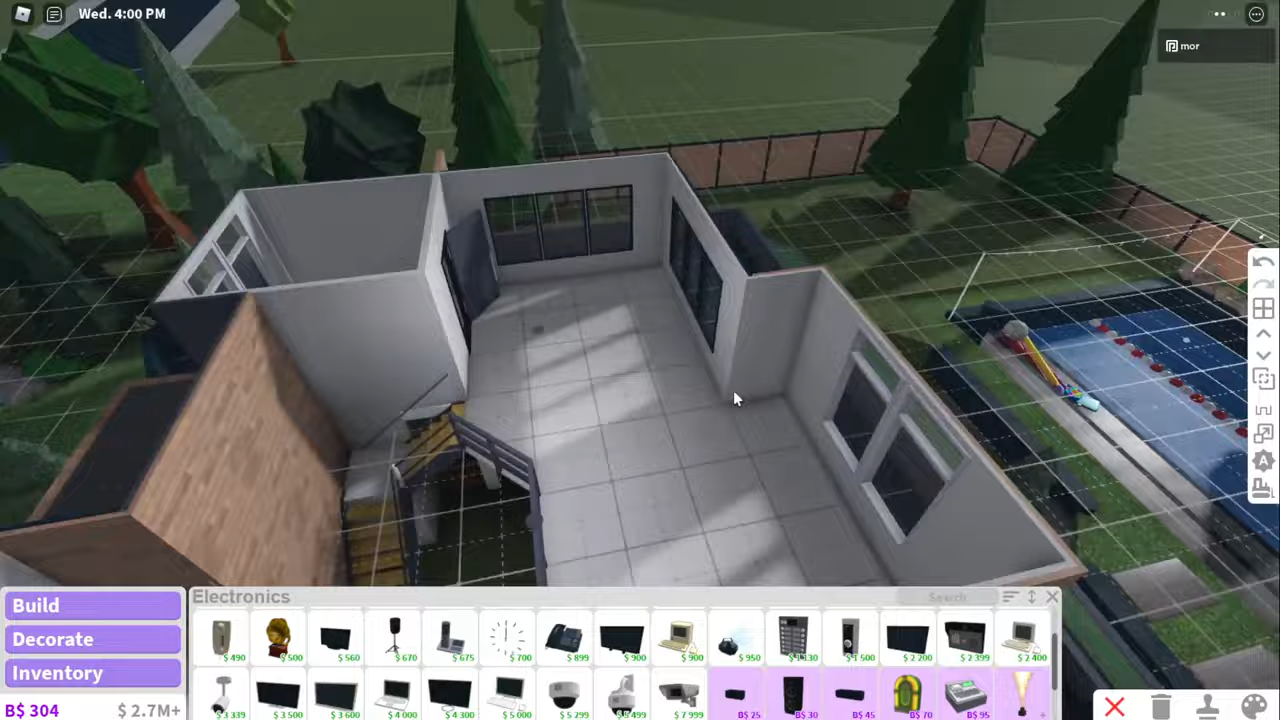 Wed. 4:00 PM
mor
Build
Decorate
Inventory
B$ 304
$ 2.7M+
Electronics
Search
$ 490
$ 500
$ 560
$ 670
$ 675
$ 700
$ 899
$ 900
$ 900
$ 950
$ 1 500
$ 2 200
$ 2 399
$ 2 400
$ 3 500
$ 3 600
$ 4 000
$ 4 300
$ 5 000
$ 5 299
$ 7 999
B$ 25
B$ 30
B$ 45
B$ 70
B$ 95